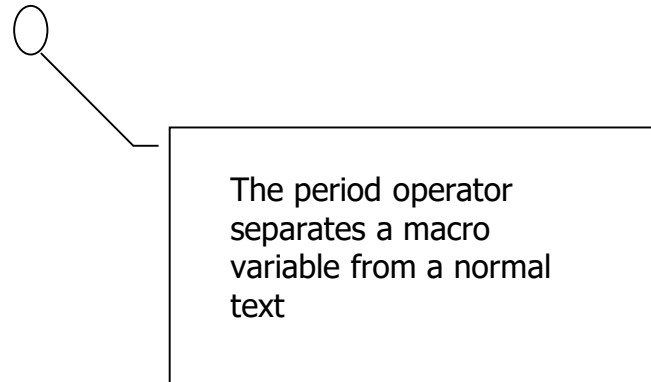 The period operator
separates a macro
variable from a normal
text